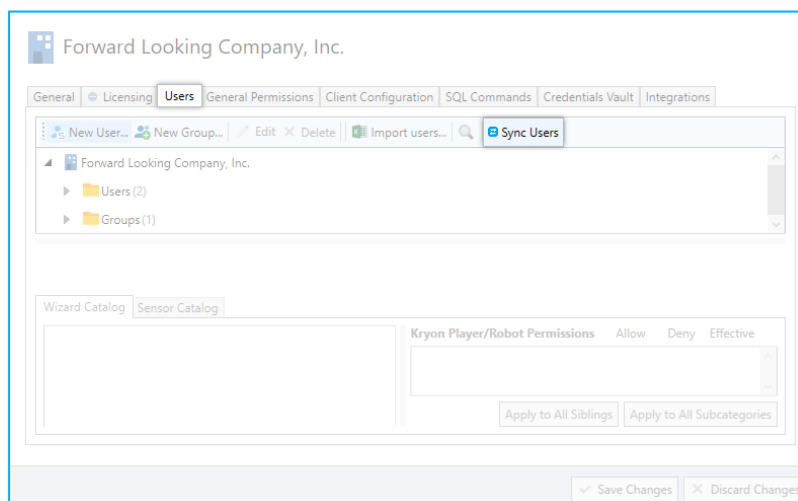 Forward Looking Company, Inc.
General Licensing Users General Permissions Client Configuration SQL Commands Credentials Vault Integrations
New User... New Group... Edit Delete Import users... Sync Users
Forward Looking Company, Inc.
Users (2)
Groups (1)
Wizard Catalog Sensor Catalog
Kryon Player/Robot Permissions Allow Deny Effective
Apply to All Siblings Apply to All Subcategories
Save Changes Discard Changes